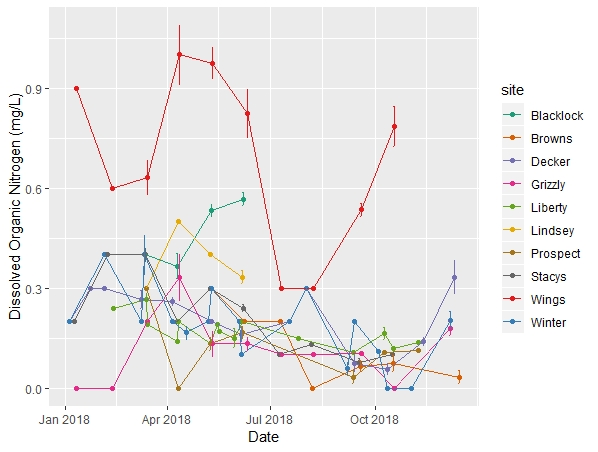 Dissolved Organic Nitrogen (mg/L)
0.9
0.6
0.3
0.0
Jan 2018
Apr 2018
Jul 2018
Oct 2018
Date
site
Blacklock
Browns
Decker
Grizzly
Liberty
Lindsey
Prospect
Stacys
Wings
Winter